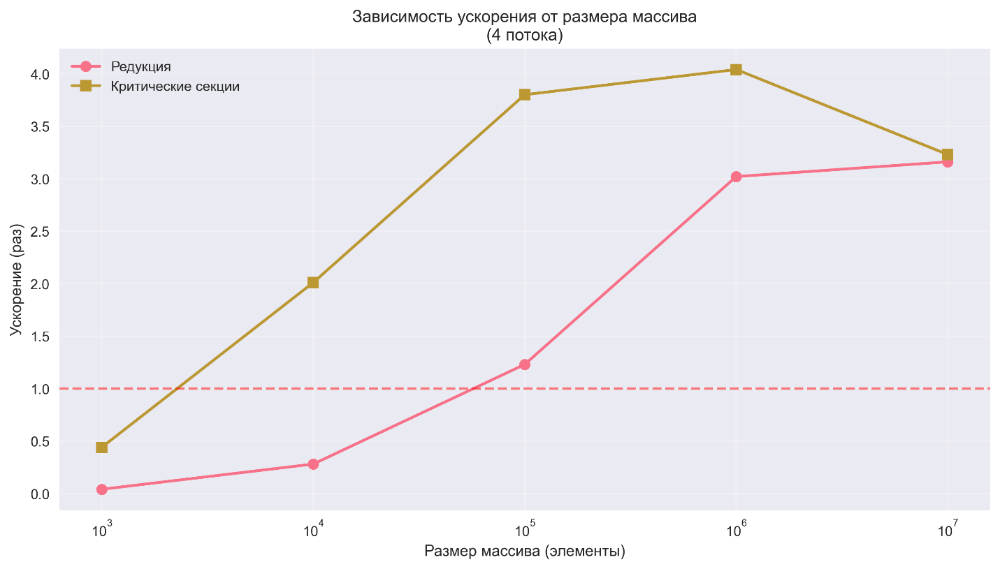 Зависимость ускорения от размера массива
(4 потока)
Редукция
Критические секции
Ускорение (раз)
4.0
3.5
3.0
2.5
2.0
1.5
1.0
0.5
0.0
10³
10⁴
10⁵
10⁶
10⁷
Размер массива (элементы)